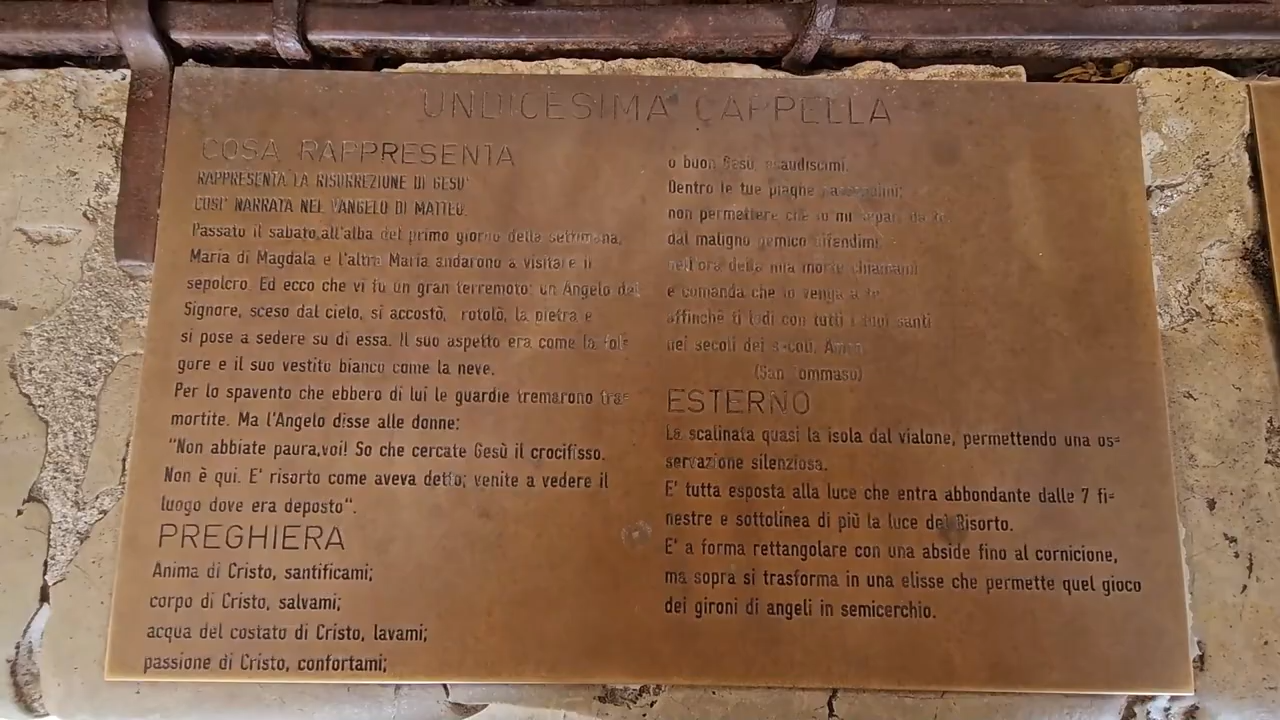 UNDICESIMA CAPPELLA
COSA RAPPRESENTA
RAPPRESENTA LA RISURREZIONE DI GESU'
COSI' NARRATA NEL VANGELO DI MATTEO.
Passato il sabato, all'alba del primo giorno della settimana,
Maria di Magdala e l'altra Maria andarono a visitare il
sepolcro. Ed ecco che vi fu un gran terremoto: un Angelo del
Signore, sceso dal cielo, si accostò, rotolò, la pietra e
si pose a sedere su di essa. Il suo aspetto era come la fol=
gore e il suo vestito bianco come la neve.
Per lo spavento che ebbero di lui le guardie tremarono tra=
mortite. Ma l'Angelo disse alle donne:
"Non abbiate paura,voi! So che cercate Gesù il crocifisso.
Non è qui. E' risorto come aveva detto; venite a vedere il
luogo dove era deposto".
PREGHIERA
Anima di Cristo, santificami;
corpo di Cristo, salvami;
acqua del costato di Cristo, lavami;
passione di Cristo, confortami;
o buon Gesù, esaudiscimi.
Dentro le tue piaghe nascondimi;
non permettere che io mi separi da te.
dal maligno nemico difendimi
nell'ora della mia morte chiamami
e comanda che io venga a te
affinchè ti lodi con tutti i tuoi santi
nei secoli dei secoli. Amen.
(San Tommaso)
ESTERNO
La scalinata quasi la isola dal vialone, permettendo una os=
servazione silenziosa.
E' tutta esposta alla luce che entra abbondante dalle 7 fi=
nestre e sottolinea di più la luce del Risorto.
E' a forma rettangolare con una abside fino al cornicione,
ma sopra si trasforma in una elisse che permette quel gioco
dei gironi di angeli in semicerchio.